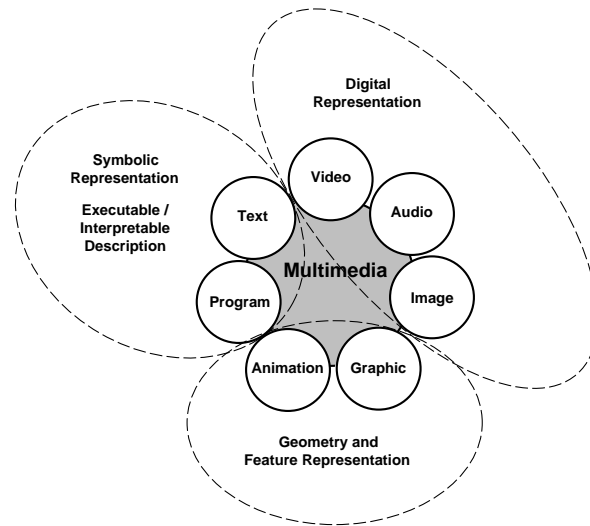 Digital
Representation
Symbolic
Representation
Executable /
Interpretable
Description
Video
Text
Audio
Multimedia
Program
Image
Animation
Graphic
Geometry and
Feature Representation